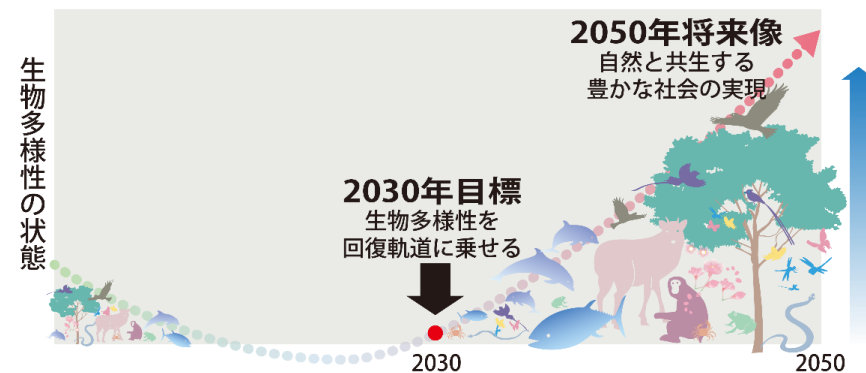 2050年将来像
自然と共生する
豊かな社会の実現
生物多様性の状態
2030年目標
生物多様性を
回復軌道に乗せる
2030
2050